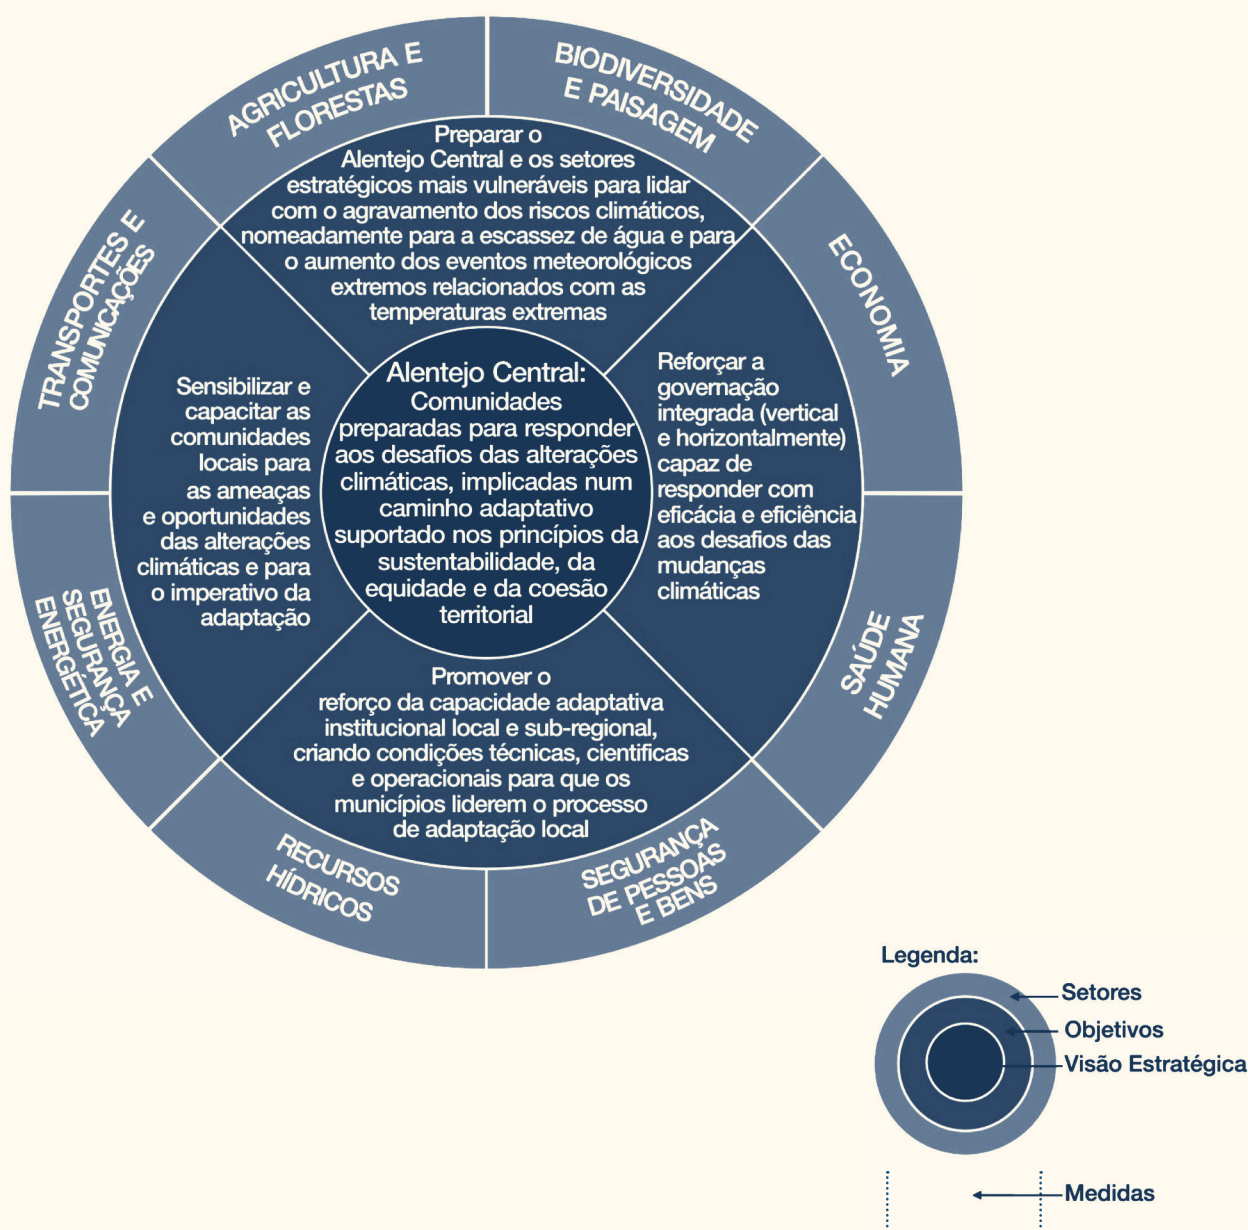 AGRICULTURA E
FLORESTAS
BIODIVERSIDADE
E PAISAGEM
ECONOMIA
SAÚDE
HUMANA
SEGURANÇA
DE PESSOAS
E BENS
RECURSOS
HÍDRICOS
ENERGIA E
SEGURANÇA
ENERGÉTICA
TRANSPORTES E
COMUNICAÇÕES
Preparar o
Alentejo Central e os setores
estratégicos mais vulneráveis para lidar
com o agravamento dos riscos climáticos,
nomeadamente para a escassez de água e para
o aumento dos eventos meteorológicos
extremos relacionados com as
temperaturas extremas
Reforçar a
governação
integrada (vertical
e horizontalmente)
capaz de
responder com
eficácia e eficiência
aos desafios das
mudanças
climáticas
Promover o
reforço da capacidade adaptativa
institucional local e sub-regional,
criando condições técnicas, cientificas
e operacionais para que os
municípios liderem o processo
de adaptação local
Sensibilizar e
capacitar as
comunidades
locais para
as ameaças
e oportunidades
das alterações
climáticas e para
o imperativo da
adaptação
Alentejo Central:
Comunidades
preparadas para responder
aos desafios das alterações
climáticas, implicadas num
caminho adaptativo
suportado nos princípios da
sustentabilidade, da
equidade e da coesão
territorial
Legenda:
Setores
Objetivos
Visão Estratégica
Medidas